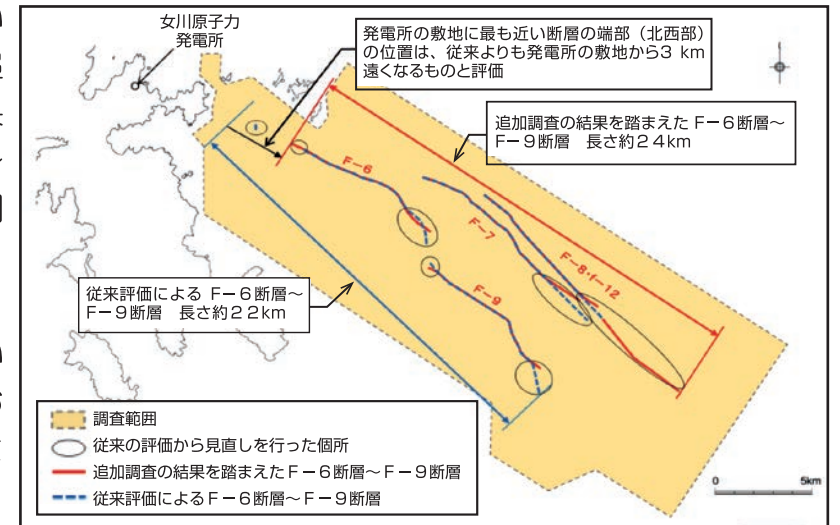 女川原子力
発電所
発電所の敷地に最も近い断層の端部（北西部）
の位置は、従来よりも発電所の敷地から3 km
遠くなるものと評価
追加調査の結果を踏まえた F－6断層～
F－9断層　長さ約24km
F－6
F－7
F－8・f－12
F－9
従来評価による F－6断層～
F－9断層　長さ約22km
調査範囲
従来の評価から見直しを行った個所
追加調査の結果を踏まえたF－6断層～F－9断層
従来評価によるF－6断層～F－9断層
0 5km